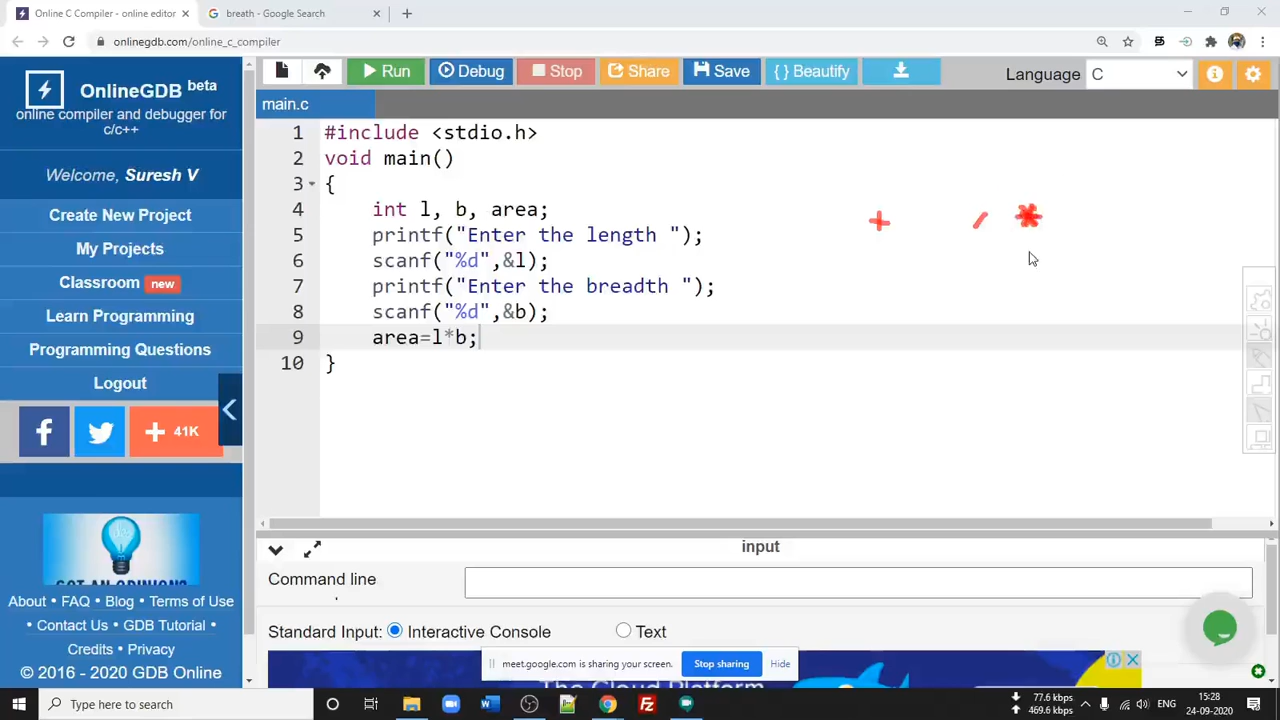 Online C Compiler - online editor
breath - Google Search
onlinegdb.com/online_c_compiler
OnlineGDB beta
online compiler and debugger for
c/c++
Welcome, Suresh V
Create New Project
My Projects
Classroom new
Learn Programming
Programming Questions
Logout
41K
About • FAQ • Blog • Terms of Use
• Contact Us • GDB Tutorial •
Credits • Privacy
© 2016 - 2020 GDB Online
Run
Debug
Stop
Share
Save
{ } Beautify
Language
C
main.c
1 #include <stdio.h>
2 void main()
3 {
4 int l, b, area;
5 printf("Enter the length ");
6 scanf("%d",&l);
7 printf("Enter the breadth ");
8 scanf("%d",&b);
9 area=l*b;
10 }
+ / *
input
Command line
Standard Input: Interactive Console Text
meet.google.com is sharing your screen.
Stop sharing
Hide
Type here to search
77.6 kbps
469.6 kbps
ENG
15:28
24-09-2020